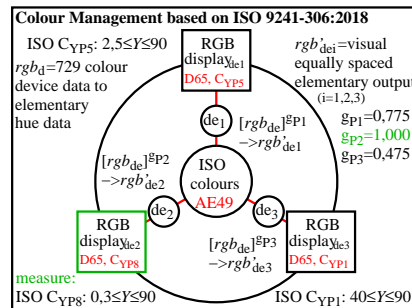 Colour Management based on ISO 9241-306:2018
ISO CYP5: 2,5≤Y≤90
rgbd=729 colour
device data to
elementary
hue data
RGB
displayde1
D65, CYP5
rgb'dei=visual
equally spaced
elementary output
(i=1,2,3)
gP1=0,775
gP2=1,000
gP3=0,475
de1
[rgbde]gP1
–>rgb'de1
[rgbde]gP2
–>rgb'de2
ISO
colours
AE49
de2
de3
RGB
displayde2
D65, CYP8
[rgbde]gP3
–>rgb'de3
RGB
displayde3
D65, CYP1
measure:
ISO CYP8: 0,3≤Y≤90
ISO CYP1: 40≤Y≤90